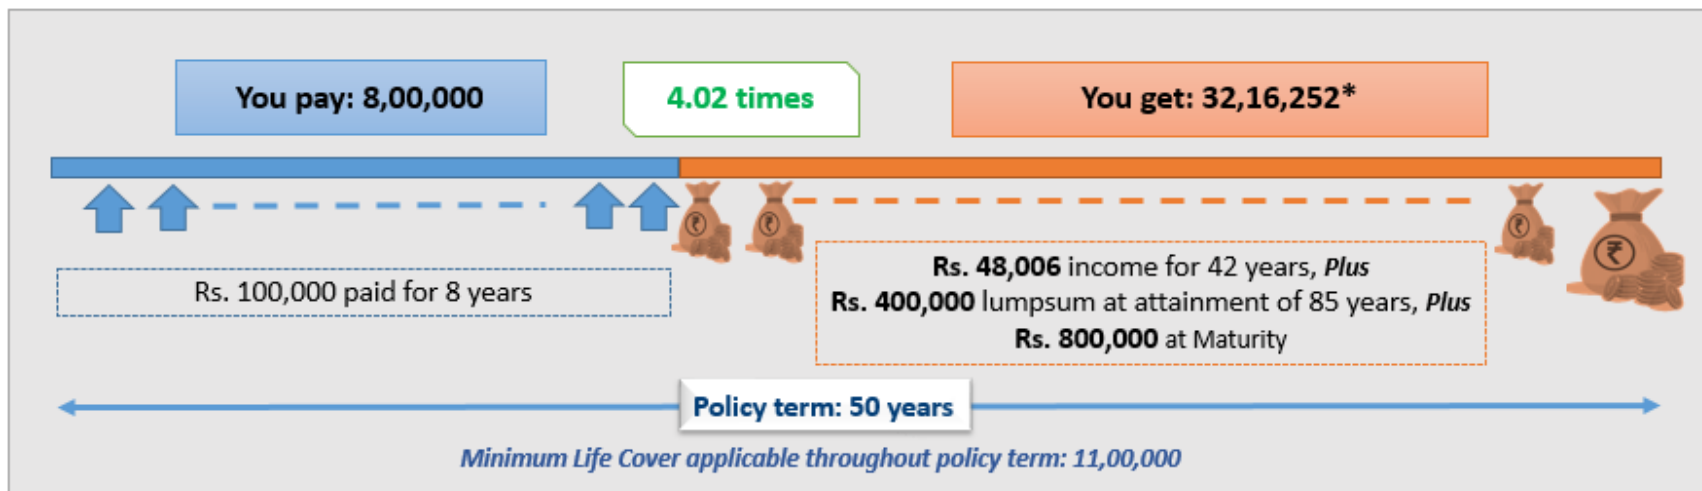 You pay: 8,00,000
4.02 times
You get: 32,16,252*
Rs. 100,000 paid for 8 years
Rs. 48,006 income for 42 years, Plus
Rs. 400,000 lumpsum at attainment of 85 years, Plus
Rs. 800,000 at Maturity
Policy term: 50 years
Minimum Life Cover applicable throughout policy term: 11,00,000